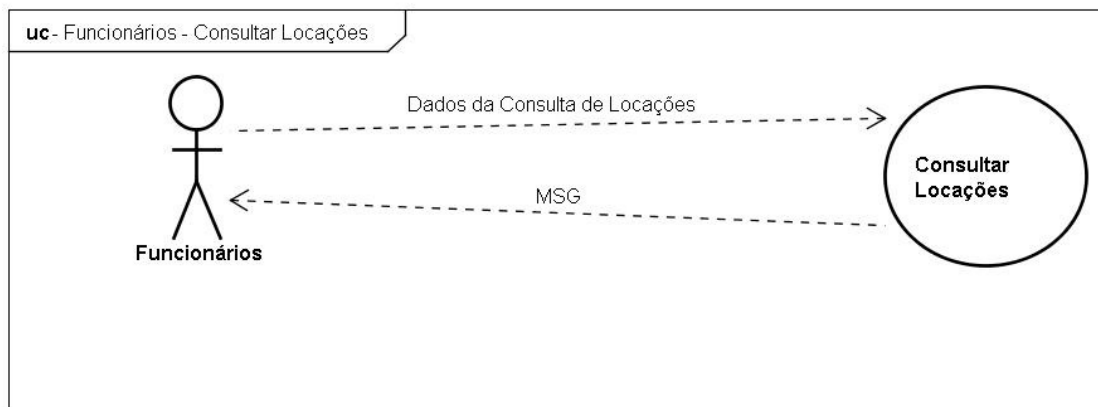 uc - Funcionários - Consultar Locações
Dados da Consulta de Locações
Consultar
Locações
MSG
Funcionários